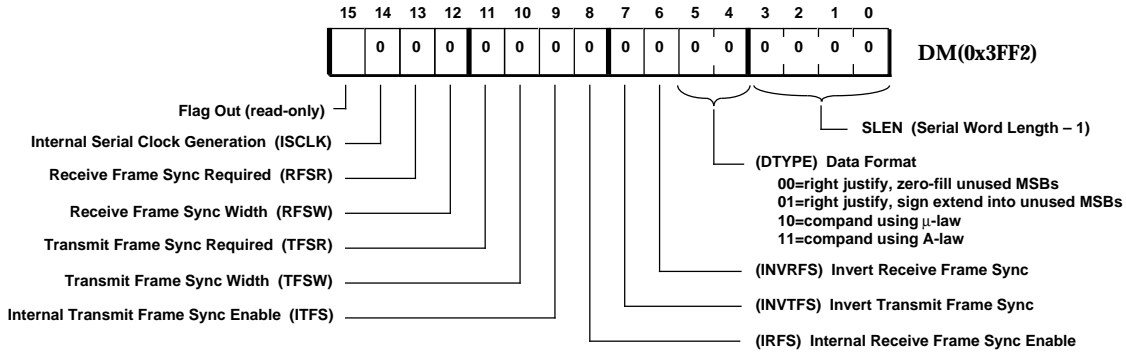 15 14 13 12 11 10 9 8 7 6 5 4 3 2 1 0
0 0 0 0 0 0 0 0 0 0 0 0 0 0 0
DM(0x3FF2)
Flag Out (read-only)
Internal Serial Clock Generation (ISCLK)
Receive Frame Sync Required (RFSR)
Receive Frame Sync Width (RFSW)
Transmit Frame Sync Required (TFSR)
Transmit Frame Sync Width (TFSW)
Internal Transmit Frame Sync Enable (ITFS)
SLEN (Serial Word Length – 1)
(DTYPE) Data Format
00=right justify, zero-fill unused MSBs
01=right justify, sign extend into unused MSBs
10=compand using μ-law
11=compand using A-law
(INVRFS) Invert Receive Frame Sync
(INVTFS) Invert Transmit Frame Sync
(IRFS) Internal Receive Frame Sync Enable